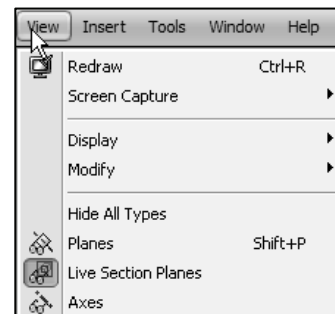 View Insert Tools Window Help
Redraw Ctrl+R
Screen Capture
Display
Modify
Hide All Types
Planes Shift+P
Live Section Planes
Axes